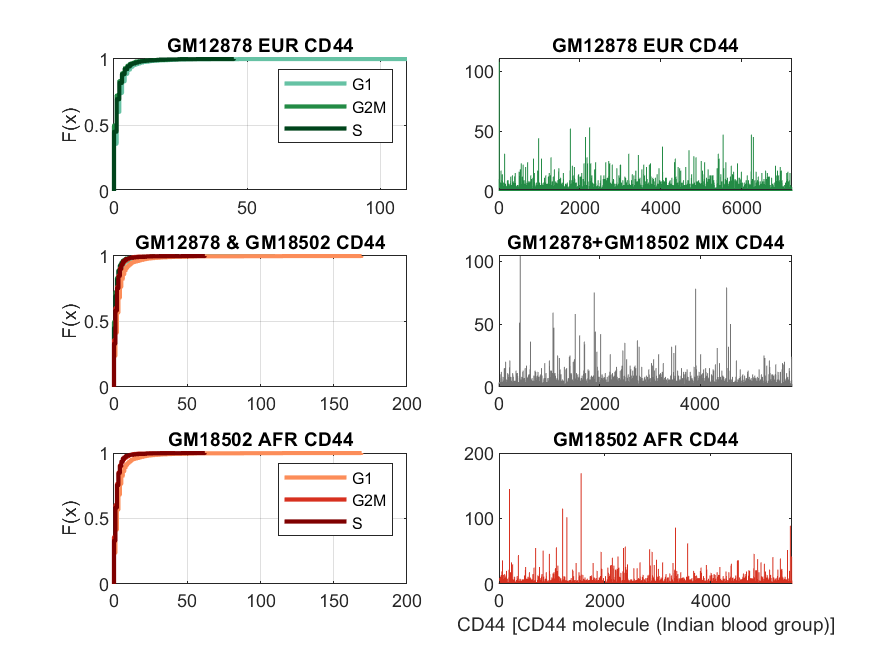 GM12878 EUR CD44
1
0.5
0
F(x)
G1
G2M
S
0 50 100
GM12878 EUR CD44
100
50
0
0 2000 4000 6000
GM12878 & GM18502 CD44
1
0.5
0
F(x)
0 50 100 150 200
GM12878+GM18502 MIX CD44
100
50
0
0 2000 4000
GM18502 AFR CD44
1
0.5
0
F(x)
G1
G2M
S
0 50 100 150 200
GM18502 AFR CD44
200
100
0
0 2000 4000
CD44 [CD44 molecule (Indian blood group)]